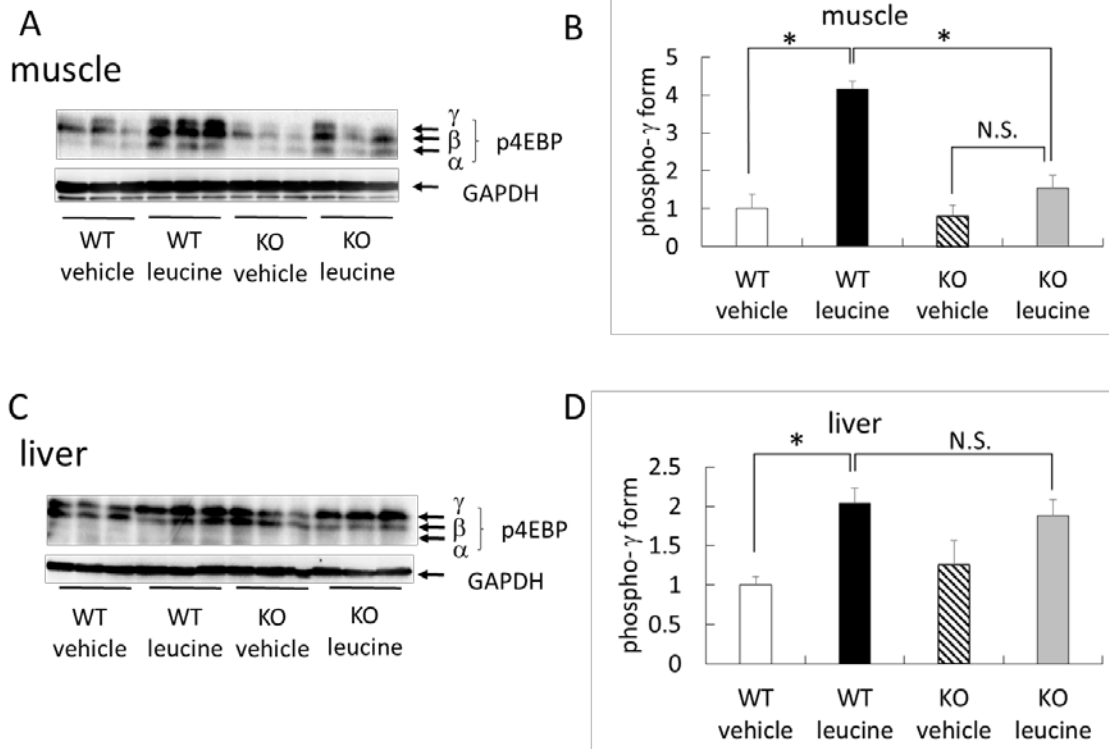 A
muscle
γ
β
α
p4EBP
GAPDH
WT WT KO KO
vehicle leucine vehicle leucine
B
muscle
* *
N.S.
phospho-γ form
5
4
3
2
1
0
WT WT KO KO
vehicle leucine vehicle leucine
C
liver
γ
β
α
p4EBP
GAPDH
WT WT KO KO
vehicle leucine vehicle leucine
D
liver
* N.S.
phospho- γ form
2.5
2
1.5
1
0.5
0
WT WT KO KO
vehicle leucine vehicle leucine